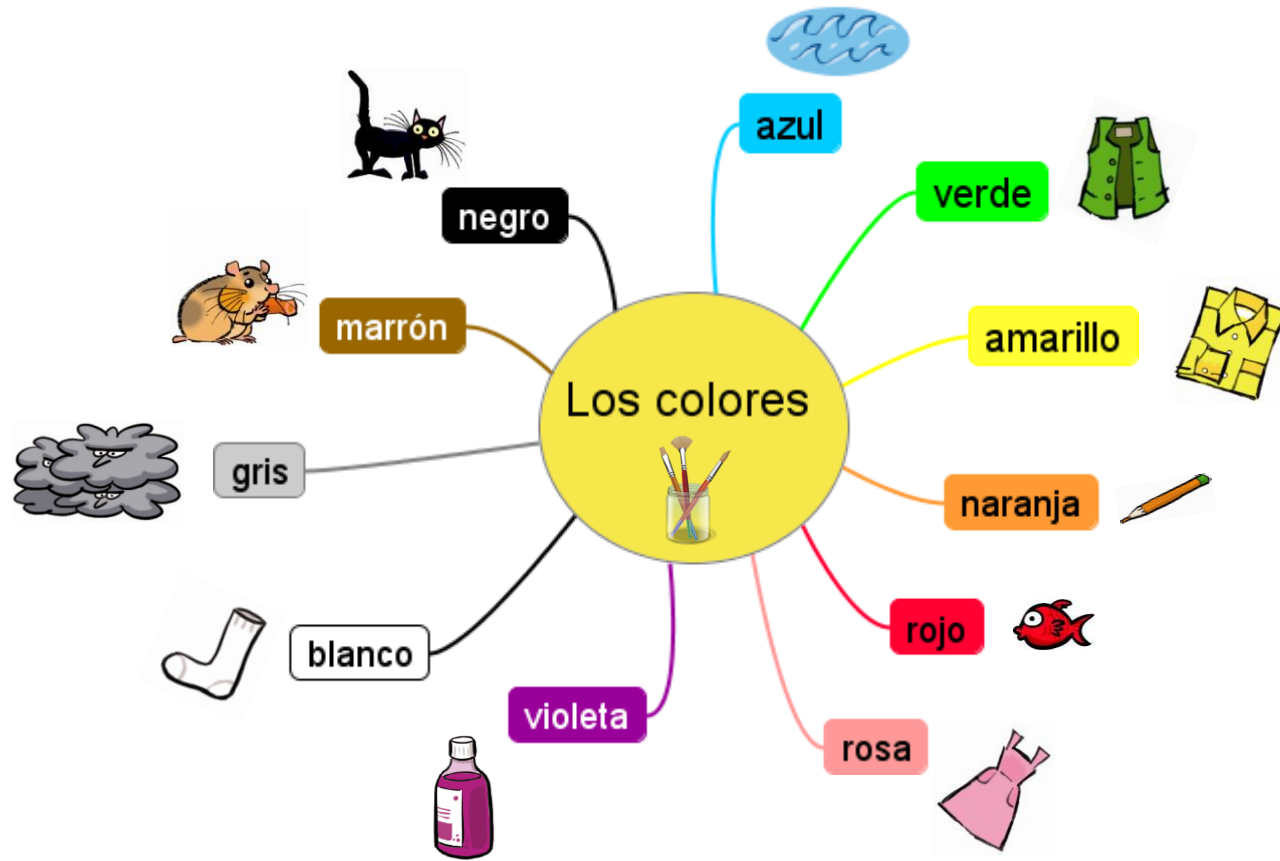 Los colores
azul
verde
amarillo
naranja
rojo
rosa
violeta
blanco
gris
marrón
negro